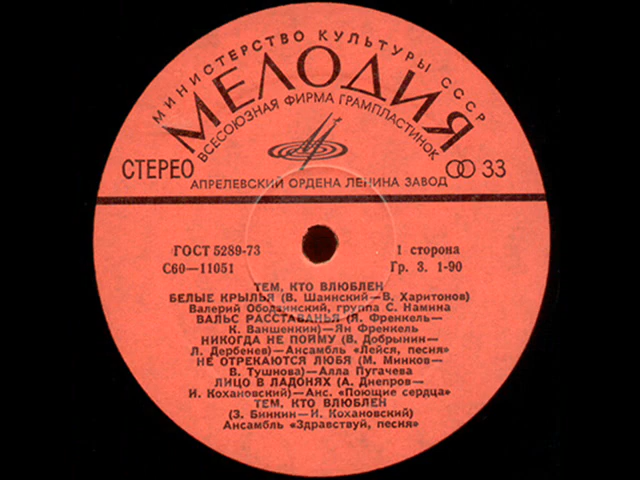 МИНИСТЕРСТВО КУЛЬТУРЫ СССР
МЕЛОДИЯ
ВСЕСОЮЗНАЯ ФИРМА ГРАМПЛАСТИНОК
СТЕРЕО
33
АПРЕЛЕВСКИЙ ОРДЕНА ЛЕНИНА ЗАВОД
ГОСТ 5289-73
1 сторона
С60—11051
Гр. 3. 1-90
ТЕМ, КТО ВЛЮБЛЕН
БЕЛЫЕ КРЫЛЬЯ (В. Шаинский—В. Харитонов)
Валерий Ободзинский, группа С. Намина
ВАЛЬС РАССТАВАНЬЯ (Я. Френкель—
К. Ваншенкин)—Ян Френкель
НИКОГДА НЕ ПОЙМУ (В. Добрынин—
Л. Дербенев)—Ансамбль «Лейся, песня»
НЕ ОТРЕКАЮТСЯ ЛЮБЯ (М. Минков—
В. Тушнова)—Алла Пугачева
ЛИЦО В ЛАДОНЯХ (А. Днепров—
И. Кохановский)—Анс. «Поющие сердца»
ТЕМ, КТО ВЛЮБЛЕН
(З. Бинкин—И. Кохановский)
Ансамбль «Здравствуй, песня»